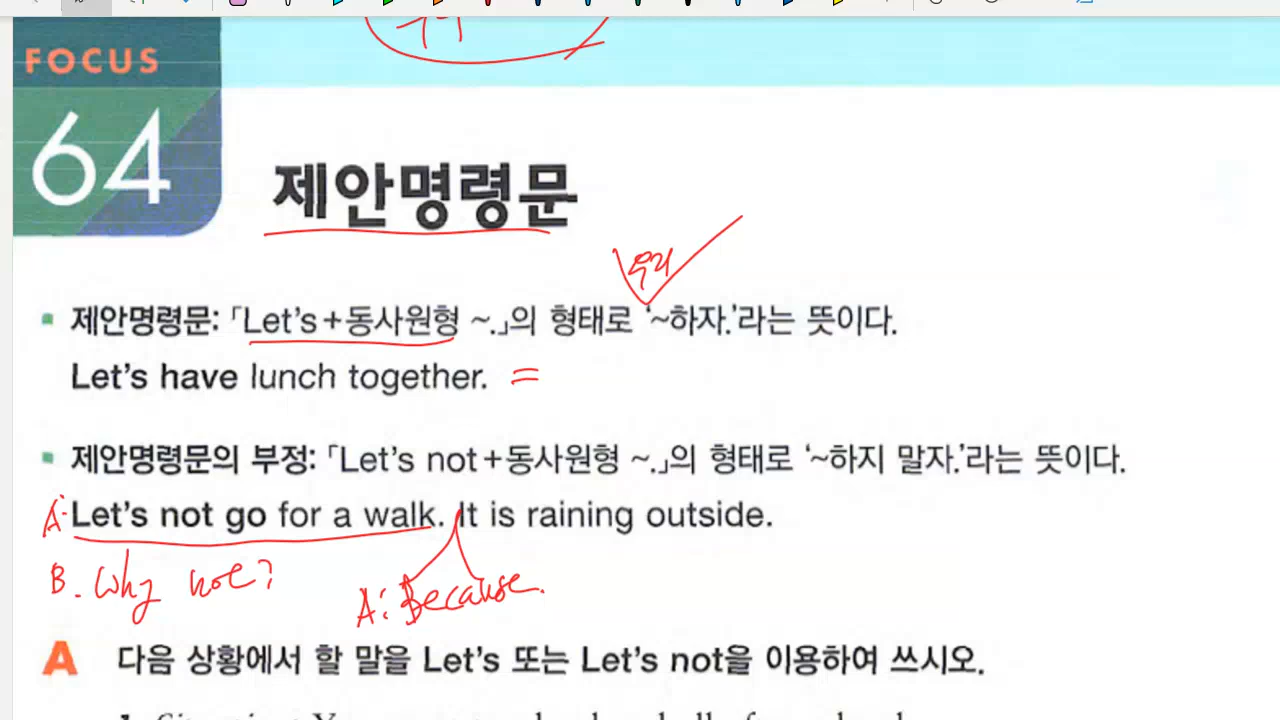 FOCUS
64
제안명령문
우리
제안명령문: 「Let's+동사원형 ~.」의 형태로 '~하자.'라는 뜻이다.
Let's have lunch together. =
제안명령문의 부정: 「Let's not+동사원형 ~.」의 형태로 '~하지 말자.'라는 뜻이다.
A: Let's not go for a walk. It is raining outside.
B. Why not?
A: Because.
A 다음 상황에서 할 말을 Let's 또는 Let's not을 이용하여 쓰시오.